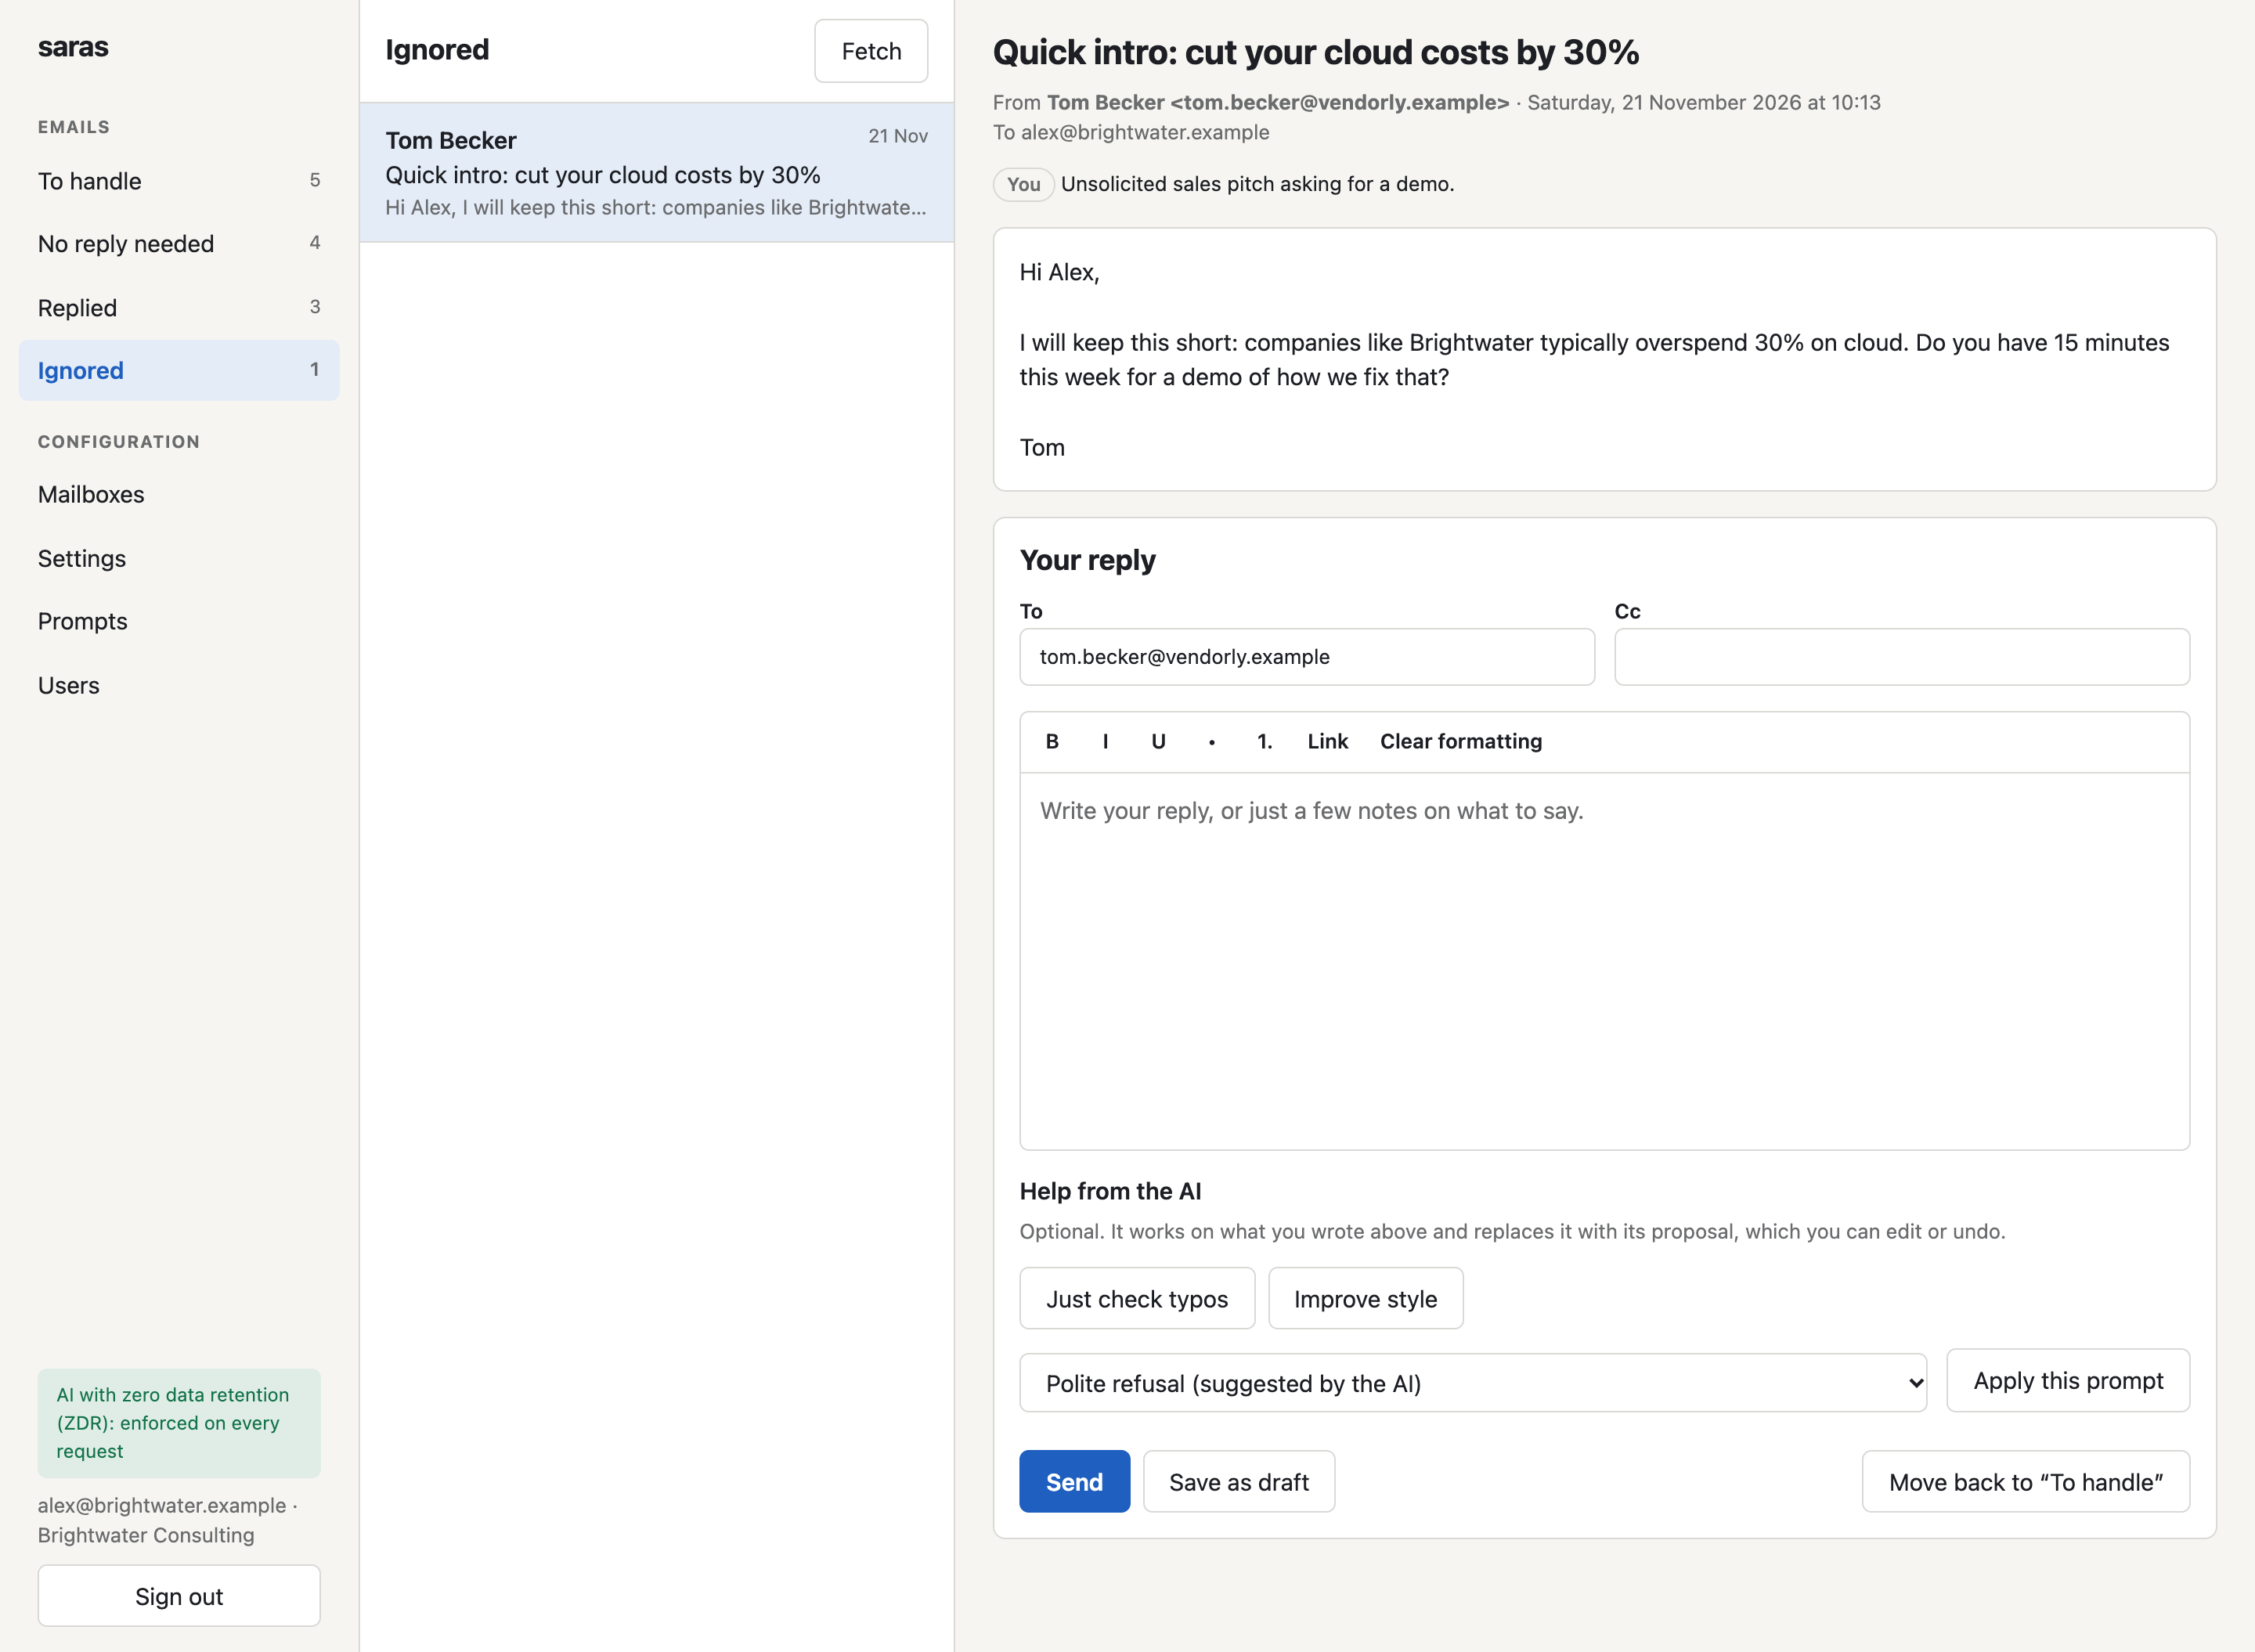 saras
EMAILS
To handle 5
No reply needed 4
Replied 3
Ignored 1
CONFIGURATION
Mailboxes
Settings
Prompts
Users
AI with zero data retention
(ZDR): enforced on every
request
alex@brightwater.example ·
Brightwater Consulting
Sign out
Ignored
Fetch
Tom Becker 21 Nov
Quick intro: cut your cloud costs by 30%
Hi Alex, I will keep this short: companies like Brightwate...
Quick intro: cut your cloud costs by 30%
From Tom Becker <tom.becker@vendorly.example> · Saturday, 21 November 2026 at 10:13
To alex@brightwater.example
You Unsolicited sales pitch asking for a demo.
Hi Alex,
I will keep this short: companies like Brightwater typically overspend 30% on cloud. Do you have 15 minutes
this week for a demo of how we fix that?
Tom
Your reply
To
Cc
tom.becker@vendorly.example
B I U • 1. Link Clear formatting
Write your reply, or just a few notes on what to say.
Help from the AI
Optional. It works on what you wrote above and replaces it with its proposal, which you can edit or undo.
Just check typos
Improve style
Polite refusal (suggested by the AI)
Apply this prompt
Send
Save as draft
Move back to “To handle”